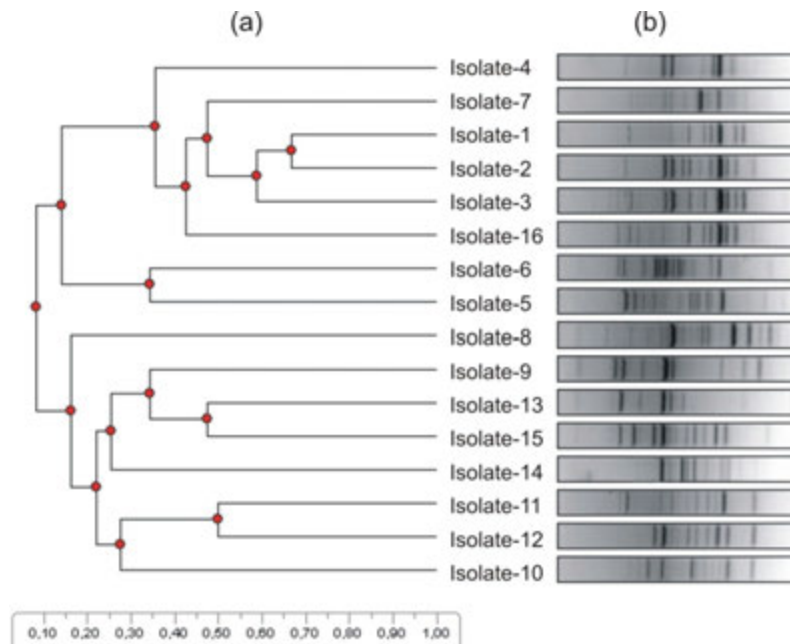 (a) (b)
Isolate-4
Isolate-7
Isolate-1
Isolate-2
Isolate-3
Isolate-16
Isolate-6
Isolate-5
Isolate-8
Isolate-9
Isolate-13
Isolate-15
Isolate-14
Isolate-11
Isolate-12
Isolate-10
0,10 0,20 0,30 0,40 0,50 0,60 0,70 0,80 0,90 1,00